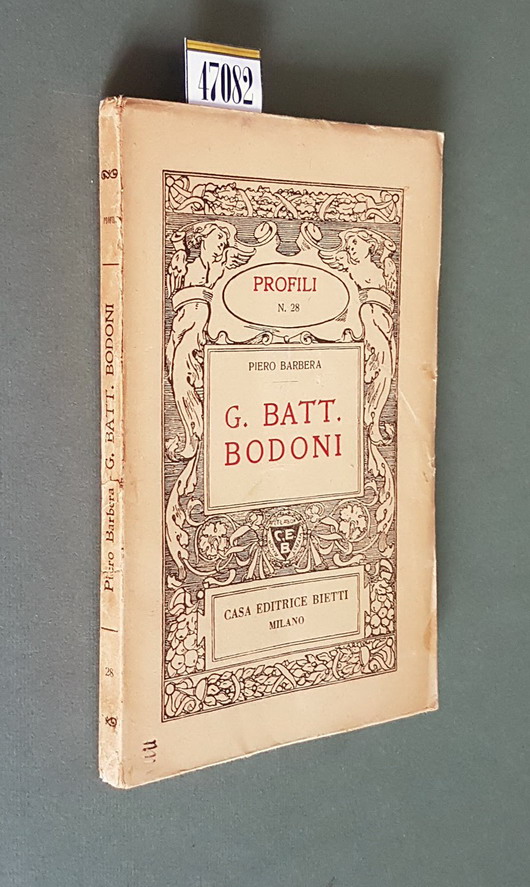 47082
PROFILI
N. 28
PIERO BARBERA
G. BATT.
BODONI
C E
B
CASA EDITRICE BIETTI
MILANO
PROFILI
Piero Barbera
G. BATT. BODONI
28